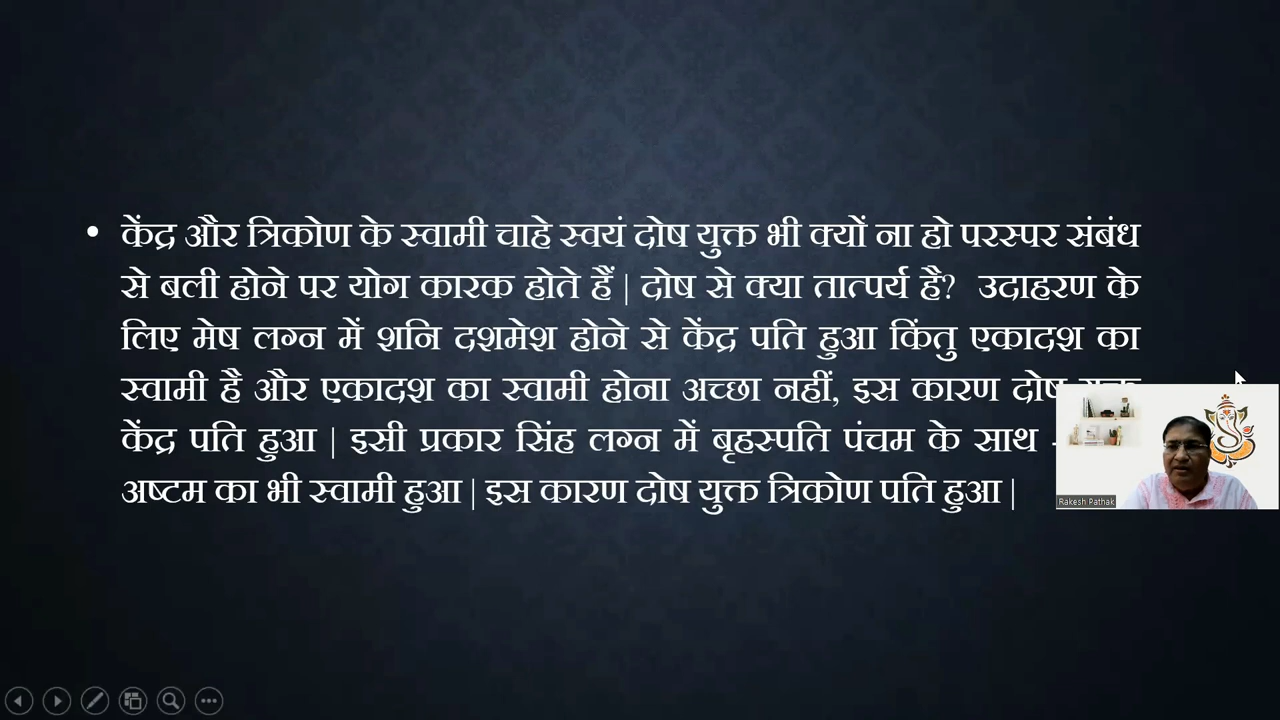 • केंद्र और त्रिकोण के स्वामी चाहे स्वयं दोष युक्त भी क्यों ना हो परस्पर संबंध
से बली होने पर योग कारक होते हैं | दोष से क्या तात्पर्य है? उदाहरण के
लिए मेष लग्न में शनि दशमेश होने से केंद्र पति हुआ किंतु एकादश का
स्वामी है और एकादश का स्वामी होना अच्छा नहीं, इस कारण दोष
केंद्र पति हुआ | इसी प्रकार सिंह लग्न में बृहस्पति पंचम के साथ -
अष्टम का भी स्वामी हुआ | इस कारण दोष युक्त त्रिकोण पति हुआ |
Rakesh Pathak